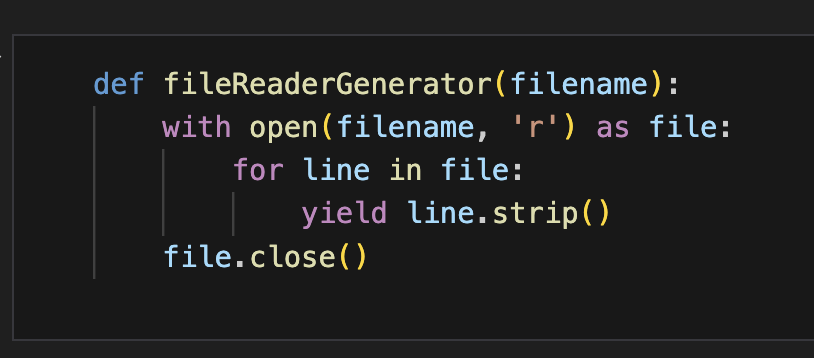 def fileReaderGenerator(filename):
    with open(filename, 'r') as file:
        for line in file:
            yield line.strip()
    file.close()